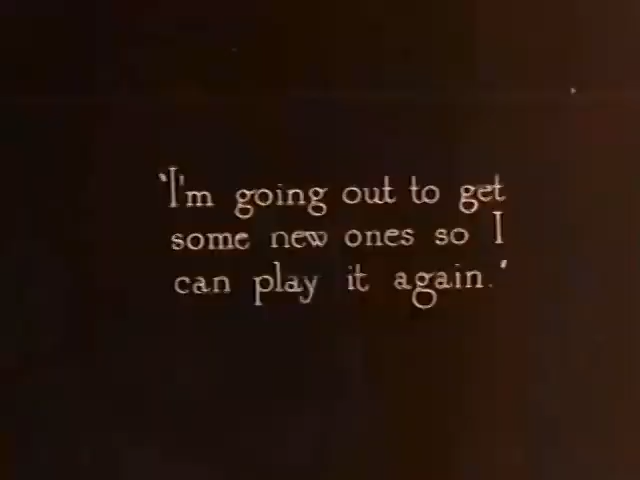 'I'm going out to get
some new ones so I
can play it again.'